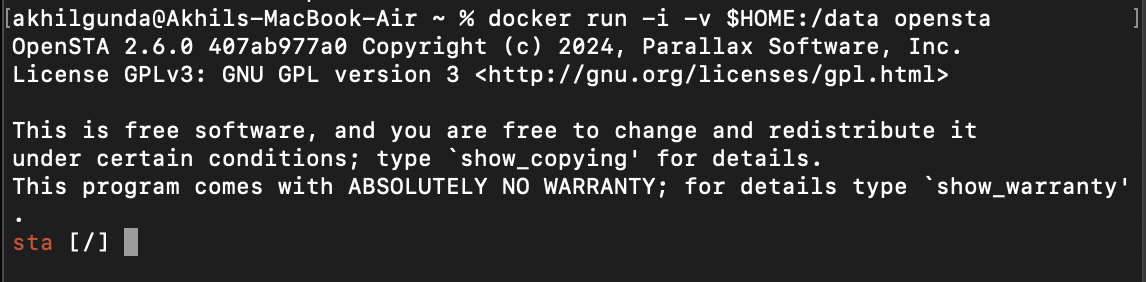 [akhilgunda@Akhils-MacBook-Air ~ % docker run -i -v $HOME:/data opensta ]
OpenSTA 2.6.0 407ab977a0 Copyright (c) 2024, Parallax Software, Inc.
License GPLv3: GNU GPL version 3 <http://gnu.org/licenses/gpl.html>
This is free software, and you are free to change and redistribute it
under certain conditions; type `show_copying' for details.
This program comes with ABSOLUTELY NO WARRANTY; for details type `show_warranty'
.
sta [/]